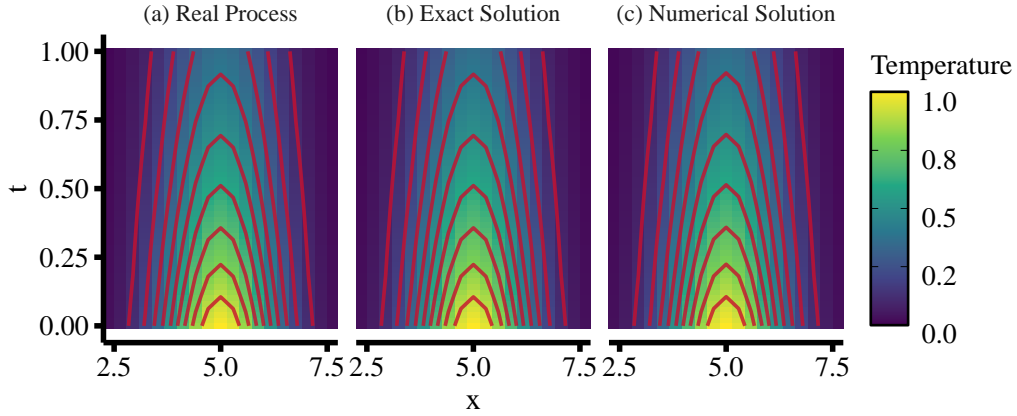 (a) Real Process (b) Exact Solution (c) Numerical Solution
1.00
0.75
0.50
0.25
0.00
t
2.5 5.0 7.5 2.5 5.0 7.5 2.5 5.0 7.5
x
Temperature
1.0
0.8
0.5
0.2
0.0